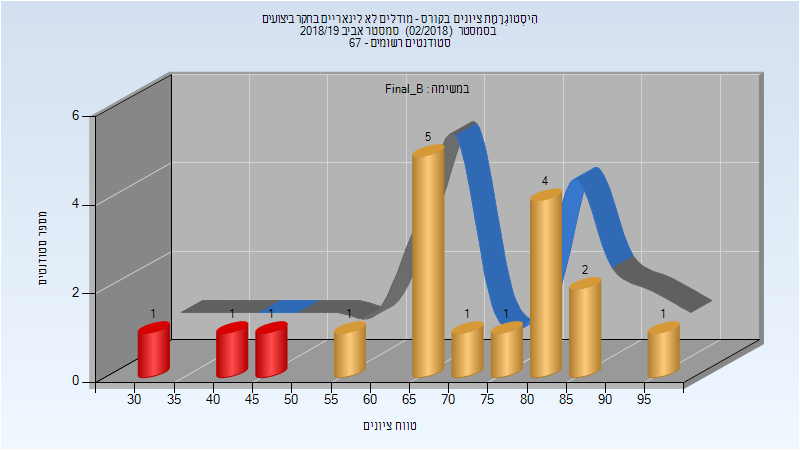 הִיסְטוֹגְרָמַת ציונים בקורס - מודלים לא לינאריים בחקר ביצועים
בסמסטר (02/2018) סמסטר אביב 2018/19
סטודנטים רשומים - 67
במשימה : Final_B
מספר סטודנטים
6
4
2
0
1
1
1
1
5
1
1
4
2
1
30 35 40 45 50 55 60 65 70 75 80 85 90 95
טווח ציונים